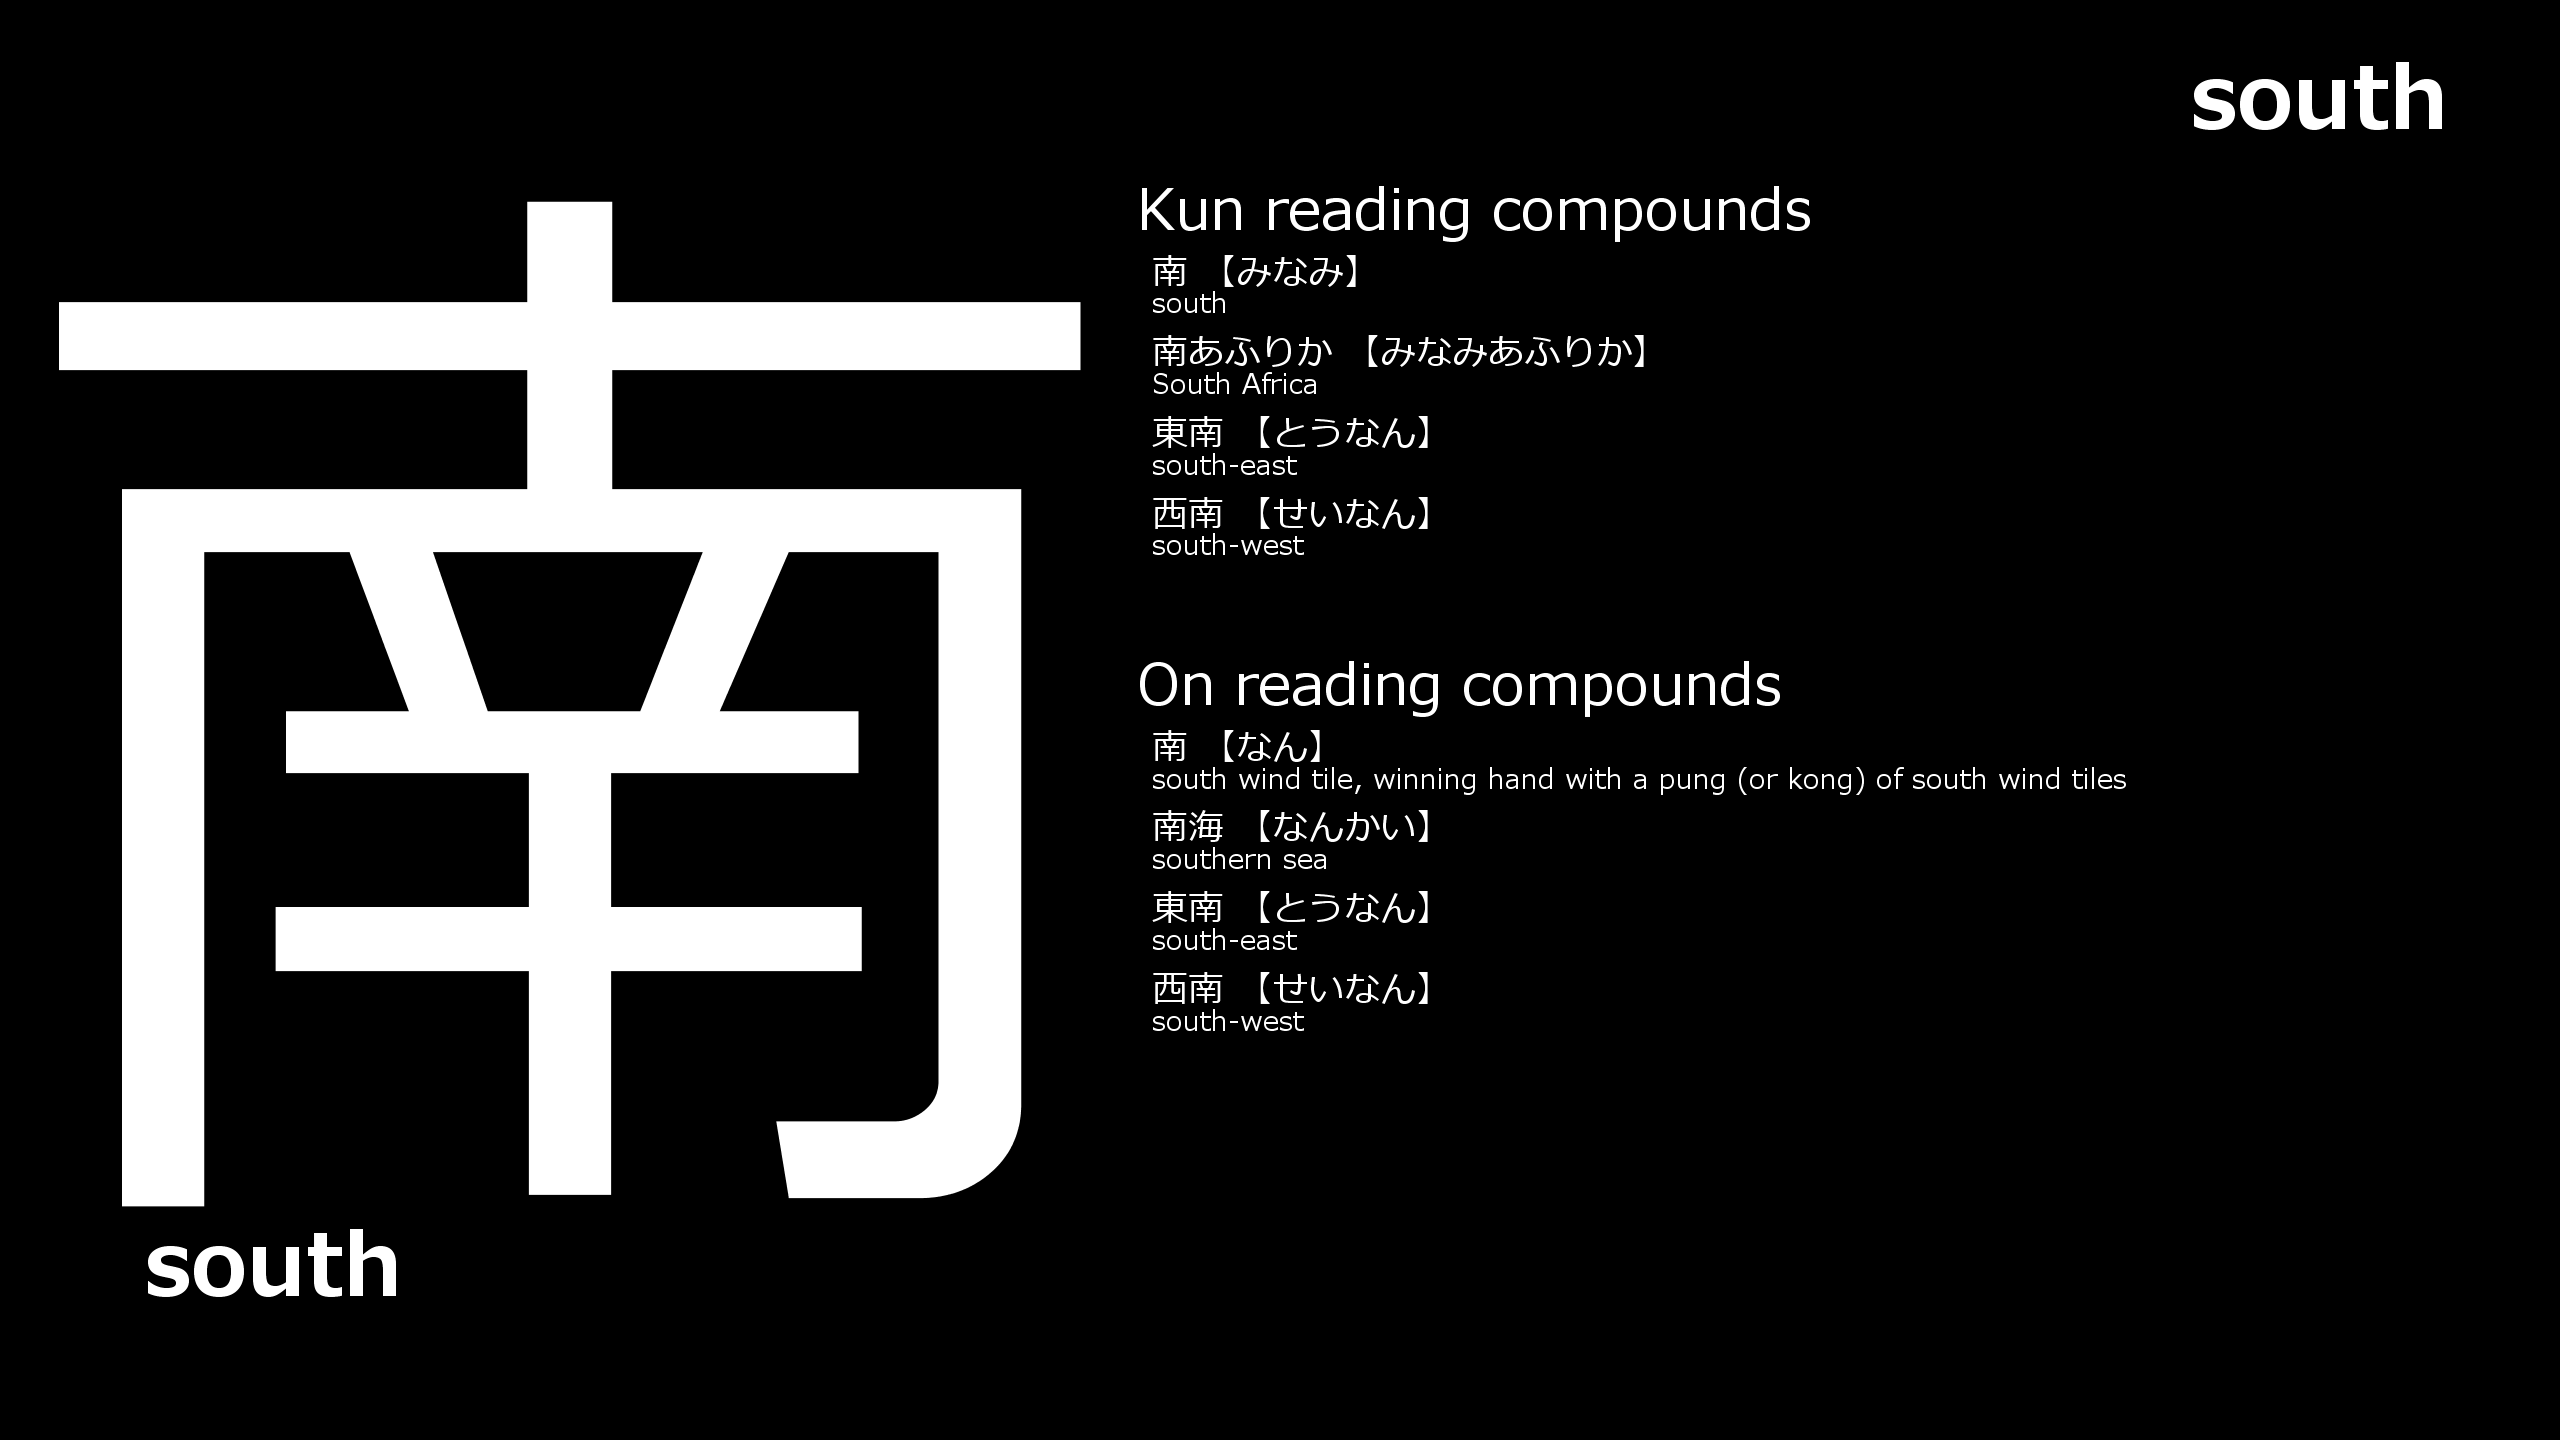 south
南
south
Kun reading compounds
南 【みなみ】
south
南あふりか 【みなみあふりか】
South Africa
東南 【とうなん】
south-east
西南 【せいなん】
south-west
On reading compounds
南 【なん】
south wind tile, winning hand with a pung (or kong) of south wind tiles
南海 【なんかい】
southern sea
東南 【とうなん】
south-east
西南 【せいなん】
south-west